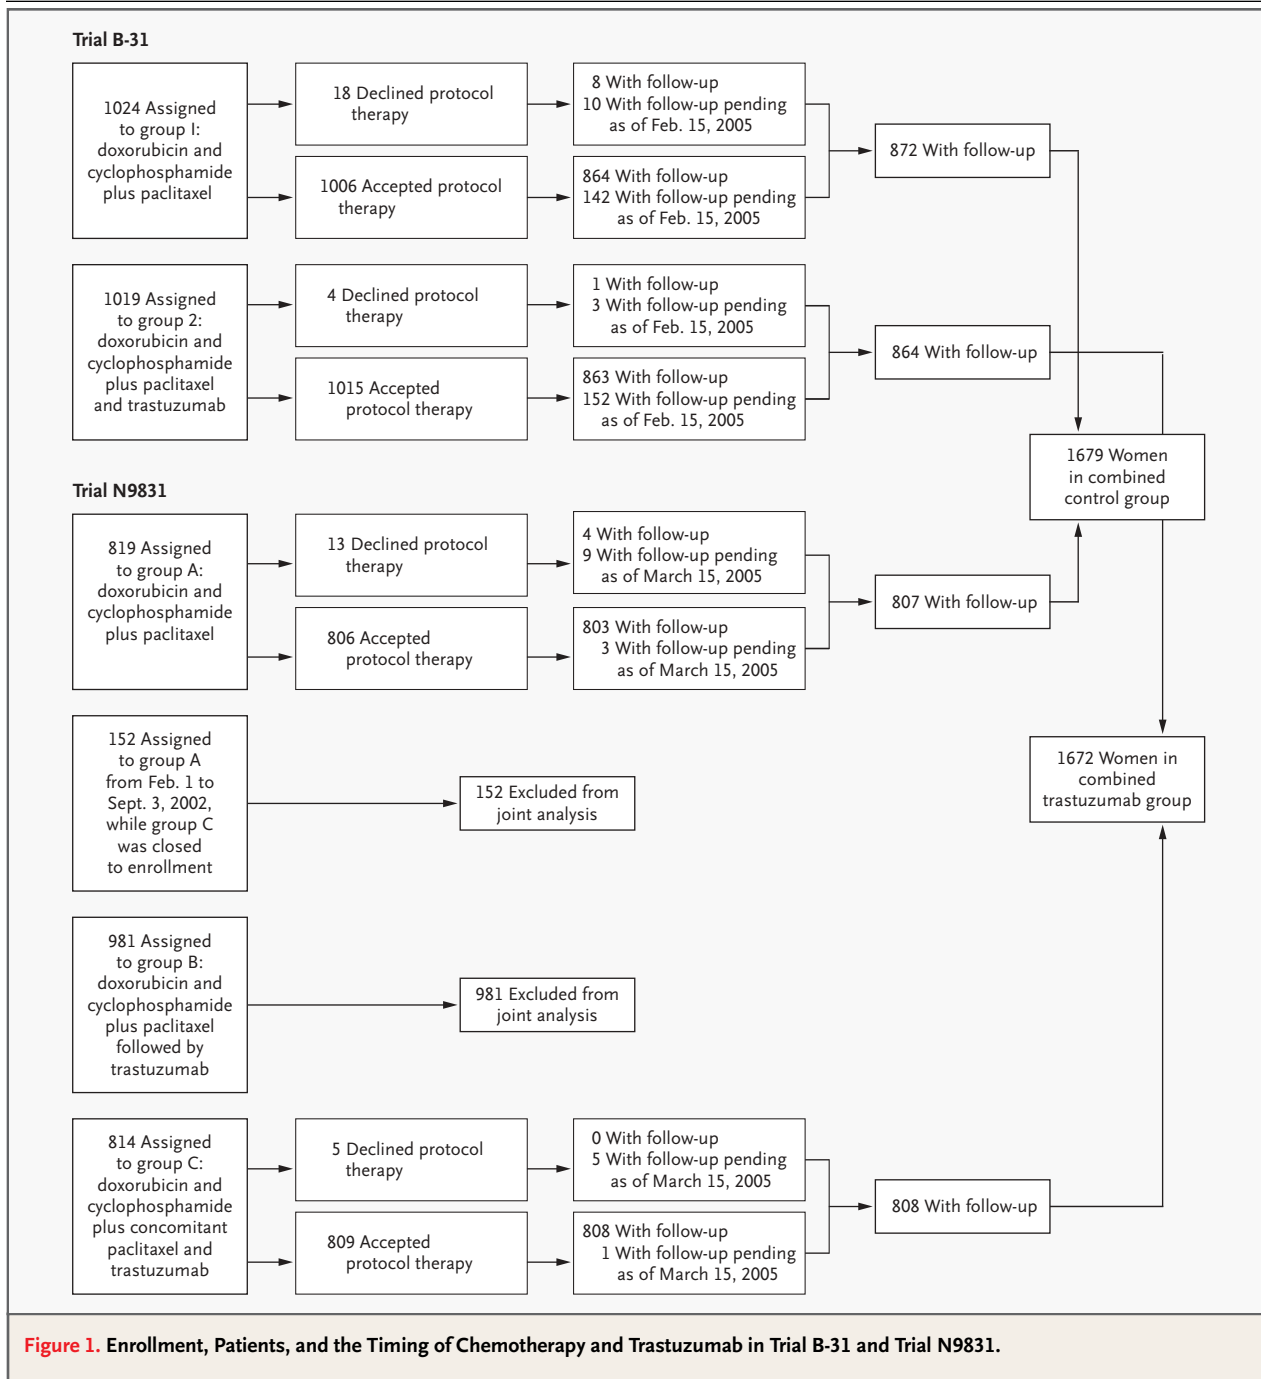 Trial B-31
1024 Assigned
to group I:
doxorubicin and
cyclophosphamide
plus paclitaxel
18 Declined protocol
therapy
8 With follow-up
10 With follow-up pending
as of Feb. 15, 2005
1006 Accepted protocol
therapy
864 With follow-up
142 With follow-up pending
as of Feb. 15, 2005
872 With follow-up
1019 Assigned
to group 2:
doxorubicin and
cyclophosphamide
plus paclitaxel
and trastuzumab
4 Declined protocol
therapy
1 With follow-up
3 With follow-up pending
as of Feb. 15, 2005
1015 Accepted
protocol therapy
863 With follow-up
152 With follow-up pending
as of Feb. 15, 2005
864 With follow-up
1679 Women
in combined
control group
Trial N9831
819 Assigned
to group A:
doxorubicin and
cyclophosphamide
plus paclitaxel
13 Declined protocol
therapy
4 With follow-up
9 With follow-up pending
as of March 15, 2005
806 Accepted
protocol therapy
803 With follow-up
3 With follow-up pending
as of March 15, 2005
807 With follow-up
152 Assigned
to group A
from Feb. 1 to
Sept. 3, 2002,
while group C
was closed
to enrollment
152 Excluded from
joint analysis
1672 Women in
combined
trastuzumab group
981 Assigned
to group B:
doxorubicin and
cyclophosphamide
plus paclitaxel
followed by
trastuzumab
981 Excluded from
joint analysis
814 Assigned
to group C:
doxorubicin and
cyclophosphamide
plus concomitant
paclitaxel and
trastuzumab
5 Declined protocol
therapy
0 With follow-up
5 With follow-up pending
as of March 15, 2005
809 Accepted
protocol therapy
808 With follow-up
1 With follow-up pending
as of March 15, 2005
808 With follow-up
Figure 1. Enrollment, Patients, and the Timing of Chemotherapy and Trastuzumab in Trial B-31 and Trial N9831.